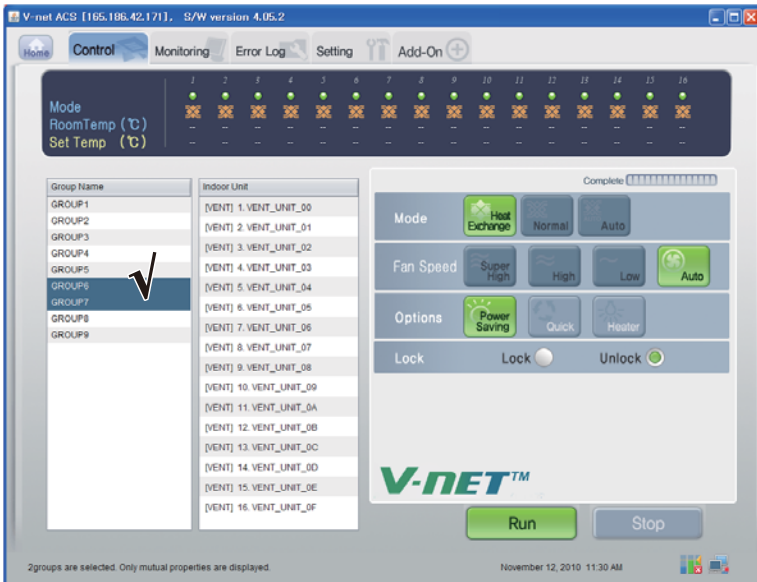 V-net ACS [165.186.42.171], S/W version 4.05.2
Home Control Monitoring Error Log Setting Add-On
1 2 3 4 5 6 7 8 9 10 11 12 13 14 15 16
Mode
RoomTemp (℃) -- -- -- -- -- -- -- -- -- -- -- -- -- -- -- --
Set Temp (℃) -- -- -- -- -- -- -- -- -- -- -- -- -- -- -- --
Group Name
GROUP1
GROUP2
GROUP3
GROUP4
GROUP5
GROUP6
GROUP7
GROUP8
GROUP9
√
Indoor Unit
[VENT] 1. VENT_UNIT_00
[VENT] 2. VENT_UNIT_01
[VENT] 3. VENT_UNIT_02
[VENT] 4. VENT_UNIT_03
[VENT] 5. VENT_UNIT_04
[VENT] 6. VENT_UNIT_05
[VENT] 7. VENT_UNIT_06
[VENT] 8. VENT_UNIT_07
[VENT] 9. VENT_UNIT_08
[VENT] 10. VENT_UNIT_09
[VENT] 11. VENT_UNIT_0A
[VENT] 12. VENT_UNIT_0B
[VENT] 13. VENT_UNIT_0C
[VENT] 14. VENT_UNIT_0D
[VENT] 15. VENT_UNIT_0E
[VENT] 16. VENT_UNIT_0F
Complete
Mode Heat Exchange Normal Auto
Fan Speed Super High High Low Auto
Options Power Saving Quick Heater
Lock Lock Unlock
V-NET™
Run Stop
2groups are selected. Only mutual properties are displayed. November 12, 2010 11:30 AM